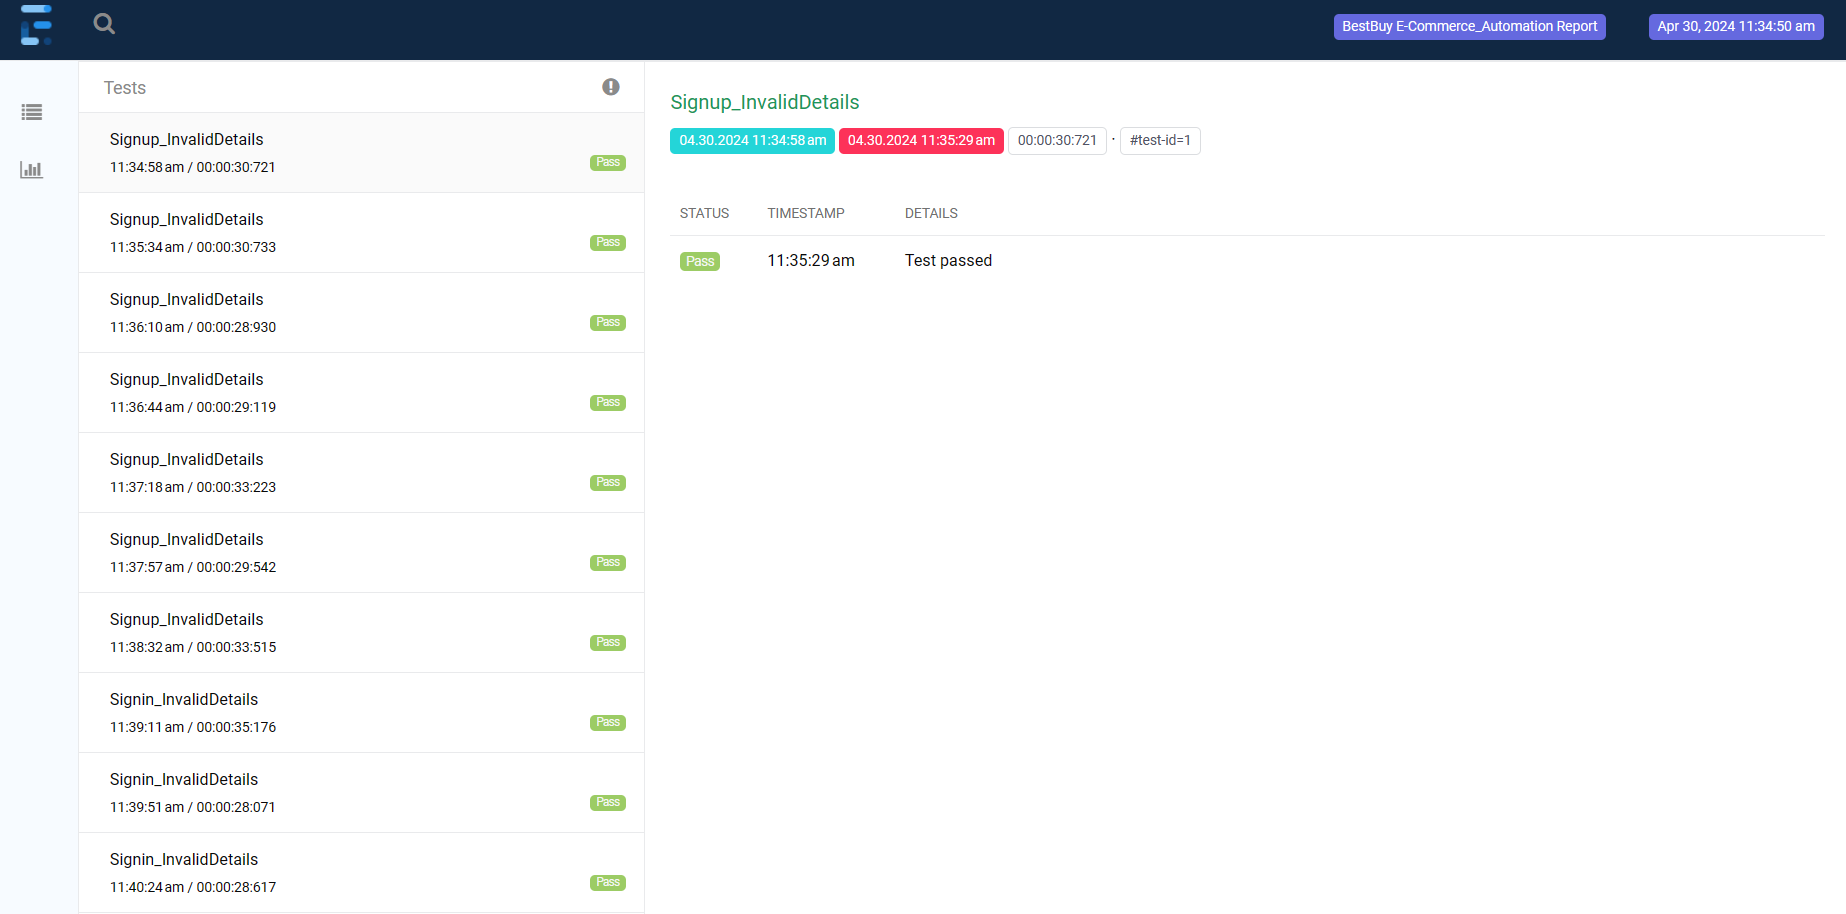 BestBuy E-Commerce_Automation Report
Apr 30, 2024 11:34:50 am
Tests
Signup_InvalidDetails
11:34:58 am / 00:00:30:721
Pass
Signup_InvalidDetails
11:35:34 am / 00:00:30:733
Pass
Signup_InvalidDetails
11:36:10 am / 00:00:28:930
Pass
Signup_InvalidDetails
11:36:44 am / 00:00:29:119
Pass
Signup_InvalidDetails
11:37:18 am / 00:00:33:223
Pass
Signup_InvalidDetails
11:37:57 am / 00:00:29:542
Pass
Signup_InvalidDetails
11:38:32 am / 00:00:33:515
Pass
Signin_InvalidDetails
11:39:11 am / 00:00:35:176
Pass
Signin_InvalidDetails
11:39:51 am / 00:00:28:071
Pass
Signin_InvalidDetails
11:40:24 am / 00:00:28:617
Pass
Signup_InvalidDetails
04.30.2024 11:34:58 am 04.30.2024 11:35:29 am 00:00:30:721 · #test-id=1
STATUS TIMESTAMP DETAILS
Pass 11:35:29 am Test passed